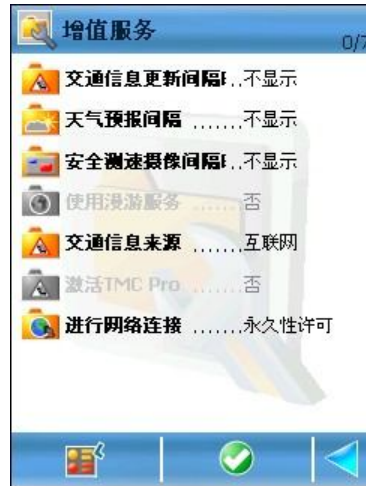 增值服务
0/7
交通信息更新间隔..不显示
天气预报间隔 .......不显示
安全测速摄像间隔..不显示
使用漫游服务 ....... 否
交通信息来源 .......互联网
激活TMC Pro....... 否
进行网络连接 .......永久性许可